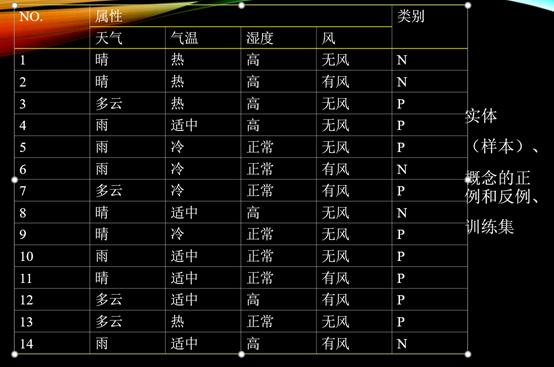 NO. 属性 类别
天气 气温 湿度 风
1 晴 热 高 无风 N
2 晴 热 高 有风 N
3 多云 热 高 无风 P
4 雨 适中 高 无风 P
5 雨 冷 正常 无风 P
6 雨 冷 正常 有风 N
7 多云 冷 正常 有风 P
8 晴 适中 高 无风 N
9 晴 冷 正常 无风 P
10 雨 适中 正常 无风 P
11 晴 适中 正常 有风 P
12 多云 适中 高 有风 P
13 多云 热 正常 无风 P
14 雨 适中 高 有风 N
实体
（样本）、
概念的正
例和反例、
训练集